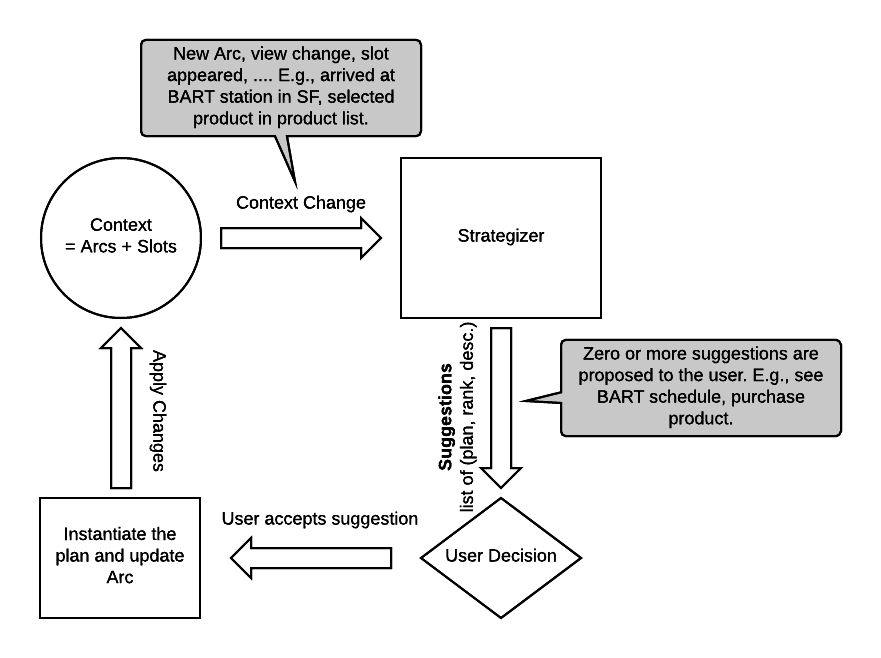 New Arc, view change, slot
appeared, .... E.g., arrived at
BART station in SF, selected
product in product list.
Context Change
Context
= Arcs + Slots
Strategizer
Suggestions
list of (plan, rank, desc.)
Zero or more suggestions are
proposed to the user. E.g., see
BART schedule, purchase
product.
Apply Changes
User accepts suggestion
Instantiate the
plan and update
Arc
User Decision